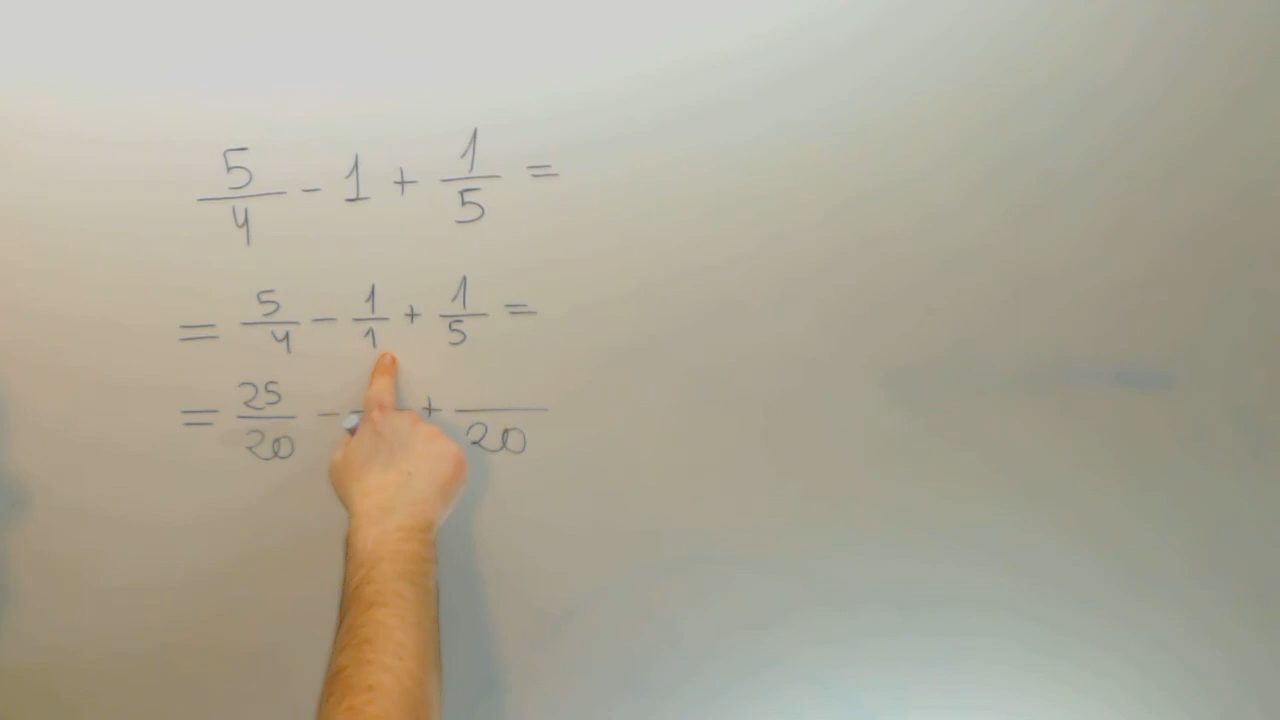 5/4 - 1 + 1/5 =
= 5/4 - 1/1 + 1/5 =
= 25/20 - + /20